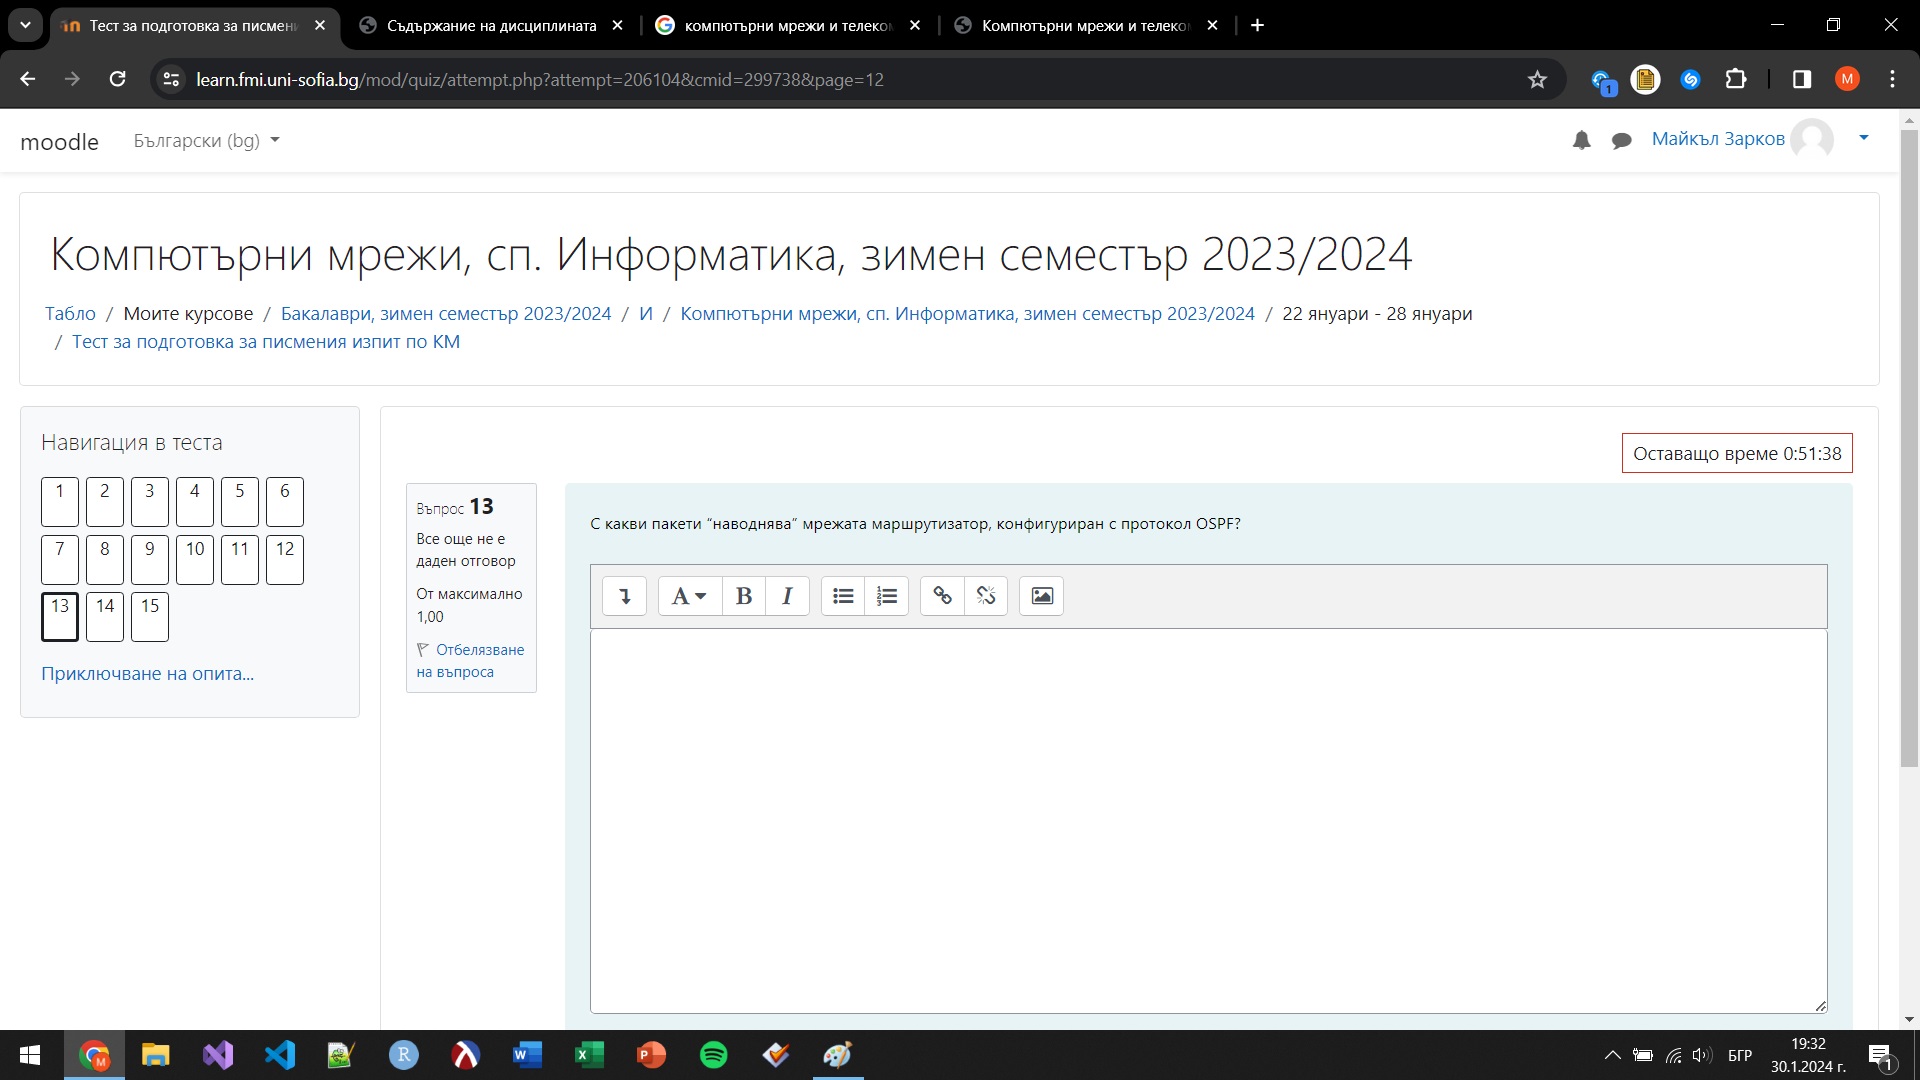 Тест за подготовка за писмен
Съдържание на дисциплината
компютърни мрежи и телеко
Компютърни мрежи и телеко
learn.fmi.uni-sofia.bg/mod/quiz/attempt.php?attempt=206104&cmid=299738&page=12
1
M
moodle
Български (bg)
Майкъл Зарков
Компютърни мрежи, сп. Информатика, зимен семестър 2023/2024
Табло / Моите курсове / Бакалаври, зимен семестър 2023/2024 / И / Компютърни мрежи, сп. Информатика, зимен семестър 2023/2024 / 22 януари - 28 януари
/ Тест за подготовка за писмения изпит по КМ
Навигация в теста
1 2 3 4 5 6
7 8 9 10 11 12
13 14 15
Приключване на опита...
Оставащо време 0:51:38
Въпрос 13
Все още не е
даден отговор
От максимално
1,00
Отбелязване
на въпроса
С какви пакети “наводнява” мрежата маршрутизатор, конфигуриран с протокол OSPF?
A B I
БГР
19:32
30.1.2024 г.
1